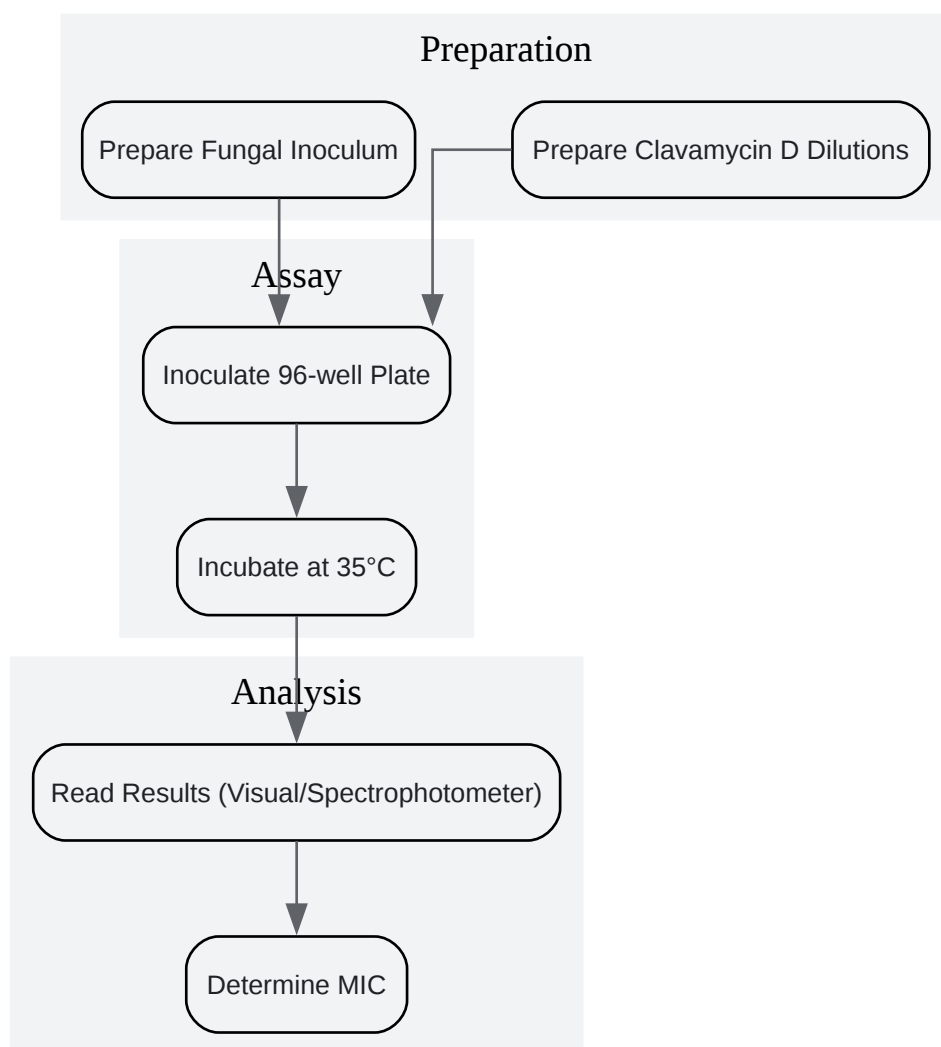 Preparation
Prepare Fungal Inoculum
Prepare Clavamycin D Dilutions
Assay
Inoculate 96-well Plate
Incubate at 35°C
Analysis
Read Results (Visual/Spectrophotometer)
Determine MIC